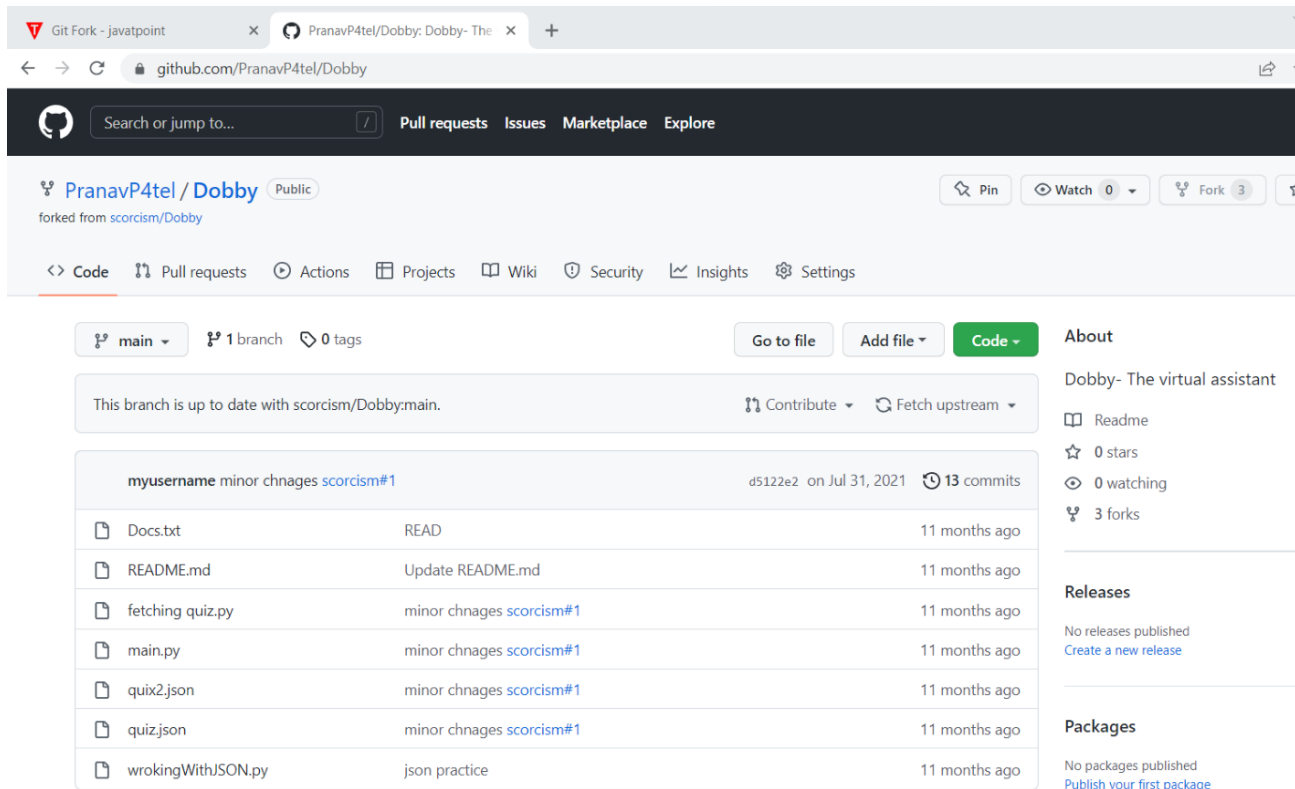 Git Fork - javatpoint
PranavP4tel/Dobby: Dobby- The
github.com/PranavP4tel/Dobby
Search or jump to... / Pull requests Issues Marketplace Explore
PranavP4tel / Dobby Public
Pin Watch 0 Fork 3
forked from scorcism/Dobby
<> Code Pull requests Actions Projects Wiki Security Insights Settings
main 1 branch 0 tags Go to file Add file Code
About
Dobby- The virtual assistant
This branch is up to date with scorcism/Dobby:main. Contribute Fetch upstream
Readme
0 stars
0 watching
3 forks
myusername minor chnages scorcism#1 d5122e2 on Jul 31, 2021 13 commits
Docs.txt READ 11 months ago
README.md Update README.md 11 months ago
fetching quiz.py minor chnages scorcism#1 11 months ago
main.py minor chnages scorcism#1 11 months ago
quix2.json minor chnages scorcism#1 11 months ago
quiz.json minor chnages scorcism#1 11 months ago
wrokingWithJSON.py json practice 11 months ago
Releases
No releases published
Create a new release
Packages
No packages published
Publish your first package